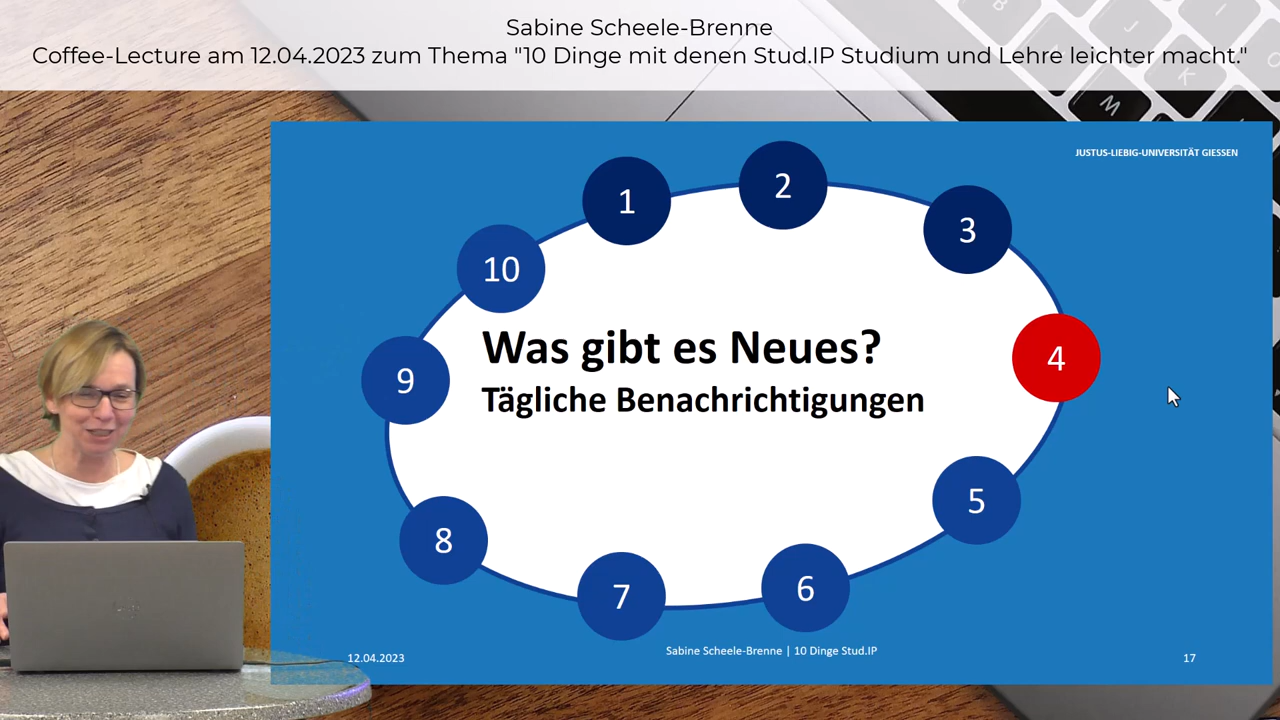 Sabine Scheele-Brenne
Coffee-Lecture am 12.04.2023 zum Thema "10 Dinge mit denen Stud.IP Studium und Lehre leichter macht."
JUSTUS-LIEBIG-UNIVERSITÄT GIESSEN
1
2
3
4
5
6
7
8
9
10
Was gibt es Neues?
Tägliche Benachrichtigungen
12.04.2023
Sabine Scheele-Brenne | 10 Dinge Stud.IP
17
M
K
J
B
I